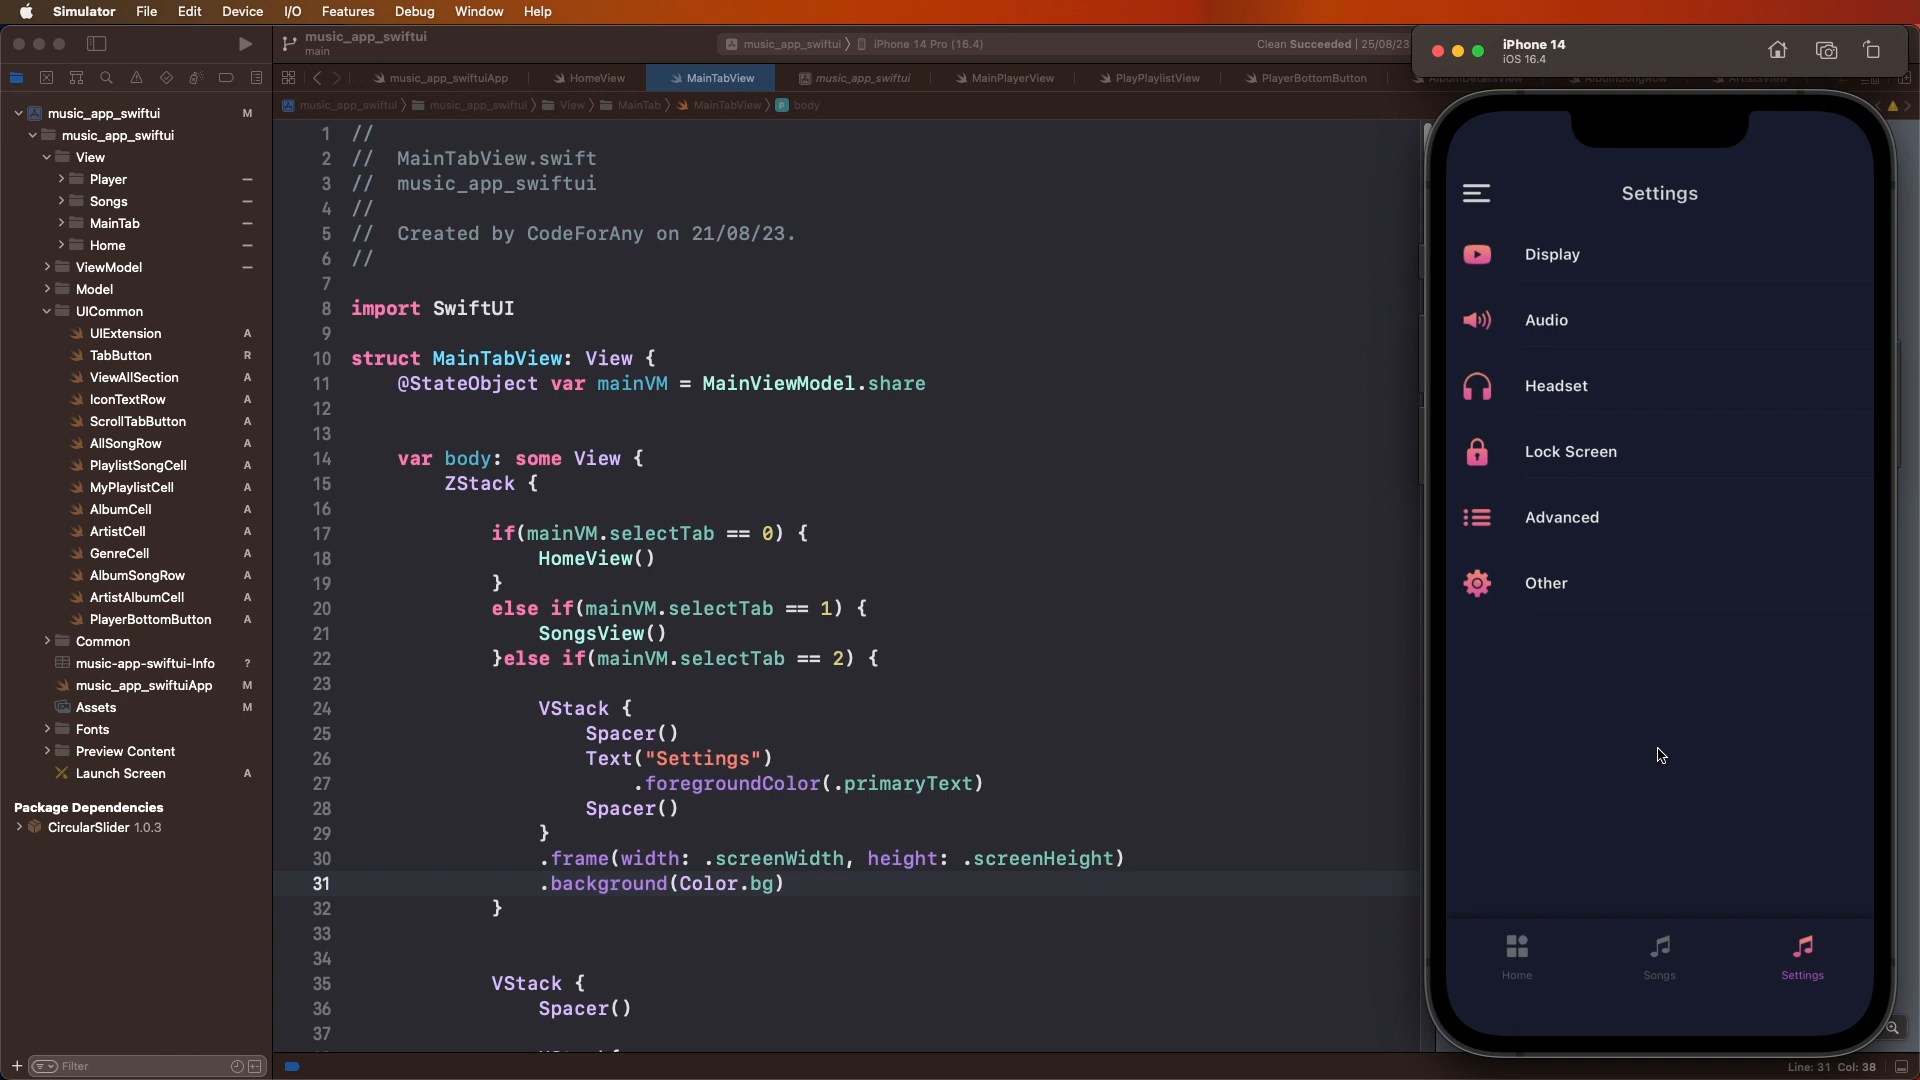 Simulator File Edit Device I/O Features Debug Window Help
music_app_swiftui
main
music_app_swiftui 〉 iPhone 14 Pro (16.4)
Clean Succeeded | 25/08/23
iPhone 14
iOS 16.4
music_app_swiftuiApp
HomeView
MainTabView
music_app_swiftui
MainPlayerView
PlayPlaylistView
PlayerBottomButton
AlbumDetailsView
AlbumSongRow
ArtistsView
music_app_swiftui 〉 music_app_swiftui 〉 View 〉 MainTab 〉 MainTabView 〉 body
music_app_swiftui M
music_app_swiftui
View
Player
Songs
MainTab
Home
ViewModel
Model
UICommon
UIExtension A
TabButton R
ViewAllSection A
IconTextRow A
ScrollTabButton A
AllSongRow A
PlaylistSongCell A
MyPlaylistCell A
AlbumCell A
ArtistCell A
GenreCell A
AlbumSongRow A
ArtistAlbumCell A
PlayerBottomButton A
Common
music-app-swiftui-Info ?
music_app_swiftuiApp M
Assets M
Fonts
Preview Content
Launch Screen A
Package Dependencies
CircularSlider 1.0.3
Filter
1 //
2 // MainTabView.swift
3 // music_app_swiftui
4 //
5 // Created by CodeForAny on 21/08/23.
6 //
7
8 import SwiftUI
9
10 struct MainTabView: View {
11 @StateObject var mainVM = MainViewModel.share
12
13
14 var body: some View {
15 ZStack {
16
17 if(mainVM.selectTab == 0) {
18 HomeView()
19 }
20 else if(mainVM.selectTab == 1) {
21 SongsView()
22 }else if(mainVM.selectTab == 2) {
23
24 VStack {
25 Spacer()
26 Text("Settings")
27 .foregroundColor(.primaryText)
28 Spacer()
29 }
30 .frame(width: .screenWidth, height: .screenHeight)
31 .background(Color.bg)
32 }
33
34
35 VStack {
36 Spacer()
37
Settings
Display
Audio
Headset
Lock Screen
Advanced
Other
Home
Songs
Settings
Line: 31 Col: 38